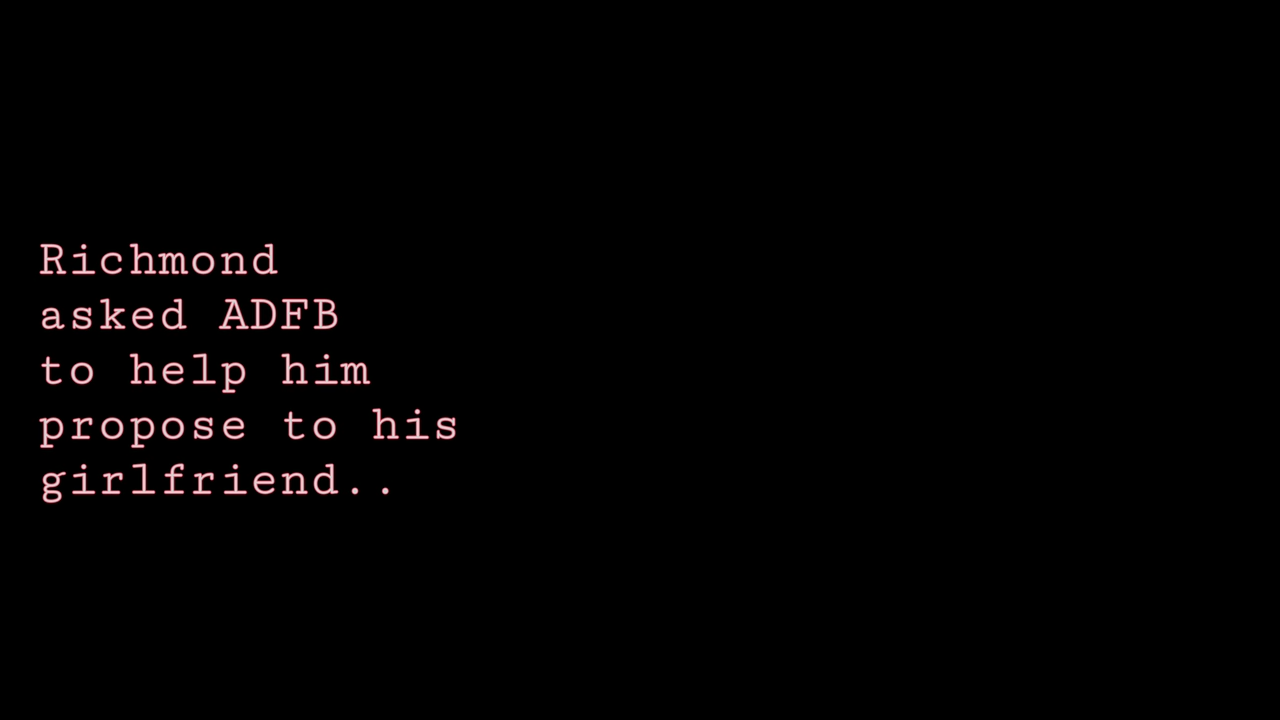 Richmond
asked ADFB
to help him
propose to his
girlfriend..